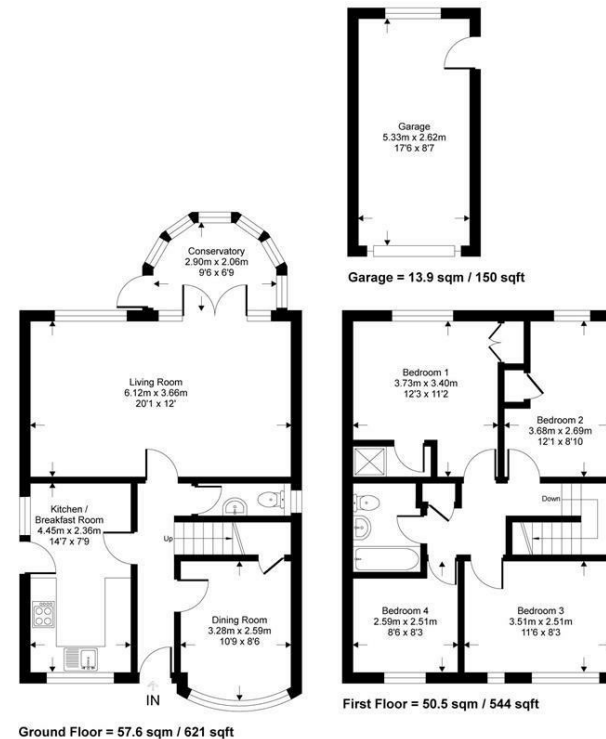 Garage
5.33m x 2.62m
17'6 x 8'7
Garage = 13.9 sqm / 150 sqft
Conservatory
2.90m x 2.06m
9'6 x 6'9
Living Room
6.12m x 3.66m
20'1 x 12'
Kitchen /
Breakfast Room
4.45m x 2.36m
14'7 x 7'9
Up
Dining Room
3.28m x 2.59m
10'9 x 8'6
IN
Ground Floor = 57.6 sqm / 621 sqft
Bedroom 1
3.73m x 3.40m
12'3 x 11'2
Bedroom 2
3.68m x 2.69m
12'1 x 8'10
Down
Bedroom 4
2.59m x 2.51m
8'6 x 8'3
Bedroom 3
3.51m x 2.51m
11'6 x 8'3
First Floor = 50.5 sqm / 544 sqft